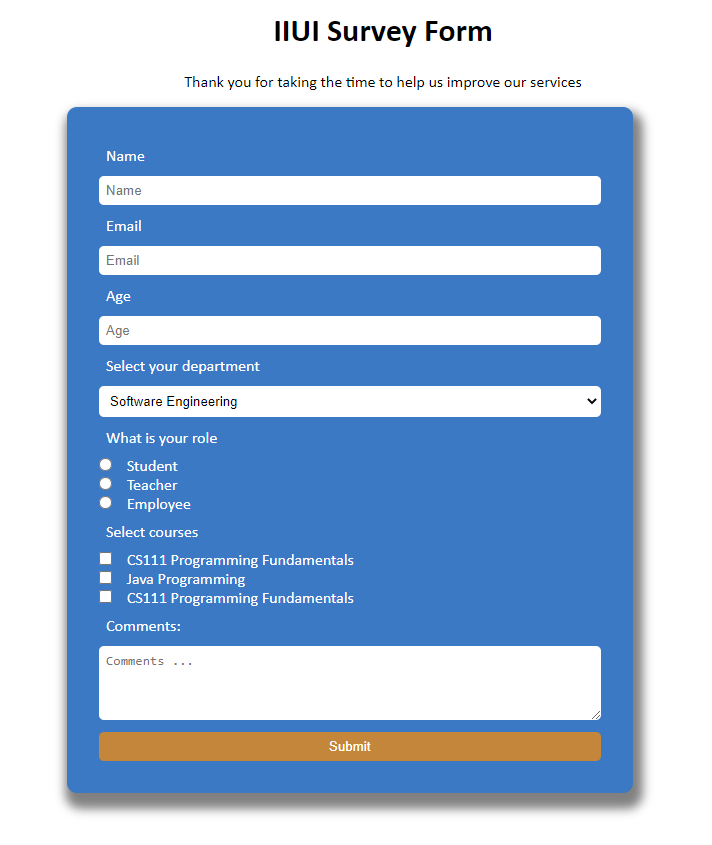 IIUI Survey Form
Thank you for taking the time to help us improve our services
Name
Name
Email
Email
Age
Age
Select your department
Software Engineering
What is your role
Student
Teacher
Employee
Select courses
CS111 Programming Fundamentals
Java Programming
CS111 Programming Fundamentals
Comments:
Comments ...
Submit